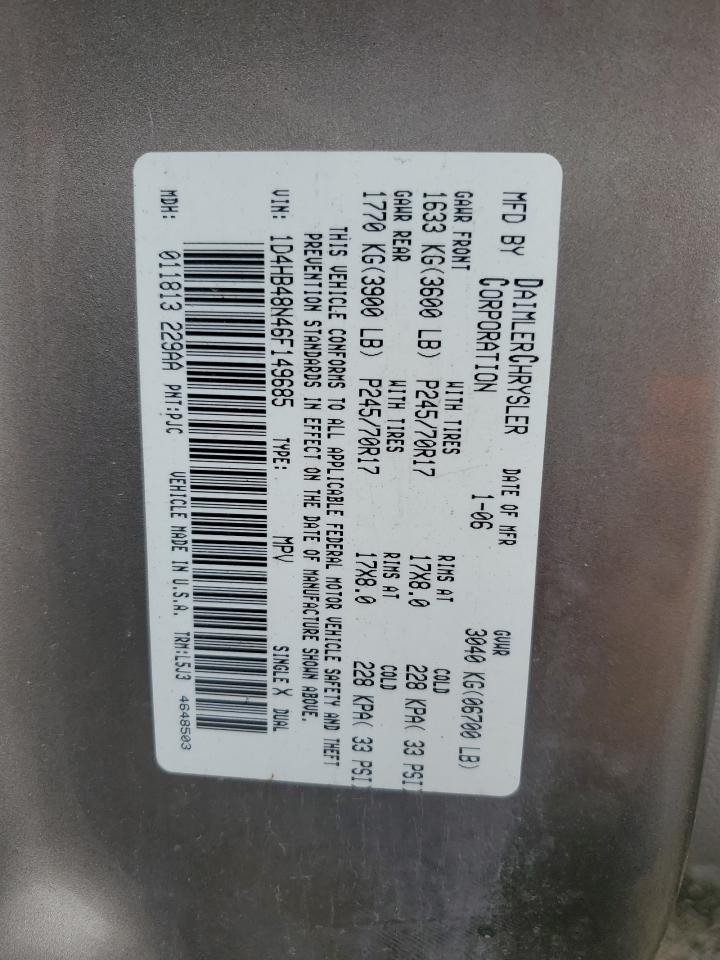 MFD BY DAIMLERCHRYSLER CORPORATION
DATE OF MFR 1-06
GVWR 3040 KG(06700 LB)
GAWR FRONT WITH TIRES RIMS AT COLD
1633 KG(3600 LB) P245/70R17 17X8.0 228 KPA( 33 PSI)
GAWR REAR WITH TIRES RIMS AT COLD
1770 KG(3900 LB) P245/70R17 17X8.0 228 KPA( 33 PSI)
THIS VEHICLE CONFORMS TO ALL APPLICABLE FEDERAL MOTOR VEHICLE SAFETY AND THEFT
PREVENTION STANDARDS IN EFFECT ON THE DATE OF MANUFACTURE SHOWN ABOVE.
VIN: 1D4HB48N46F149685 TYPE: MPV SINGLE X DUAL
MDH: 011813 229AA PNT:PJC VEHICLE MADE IN U.S.A. TRM:L5J3 4648503